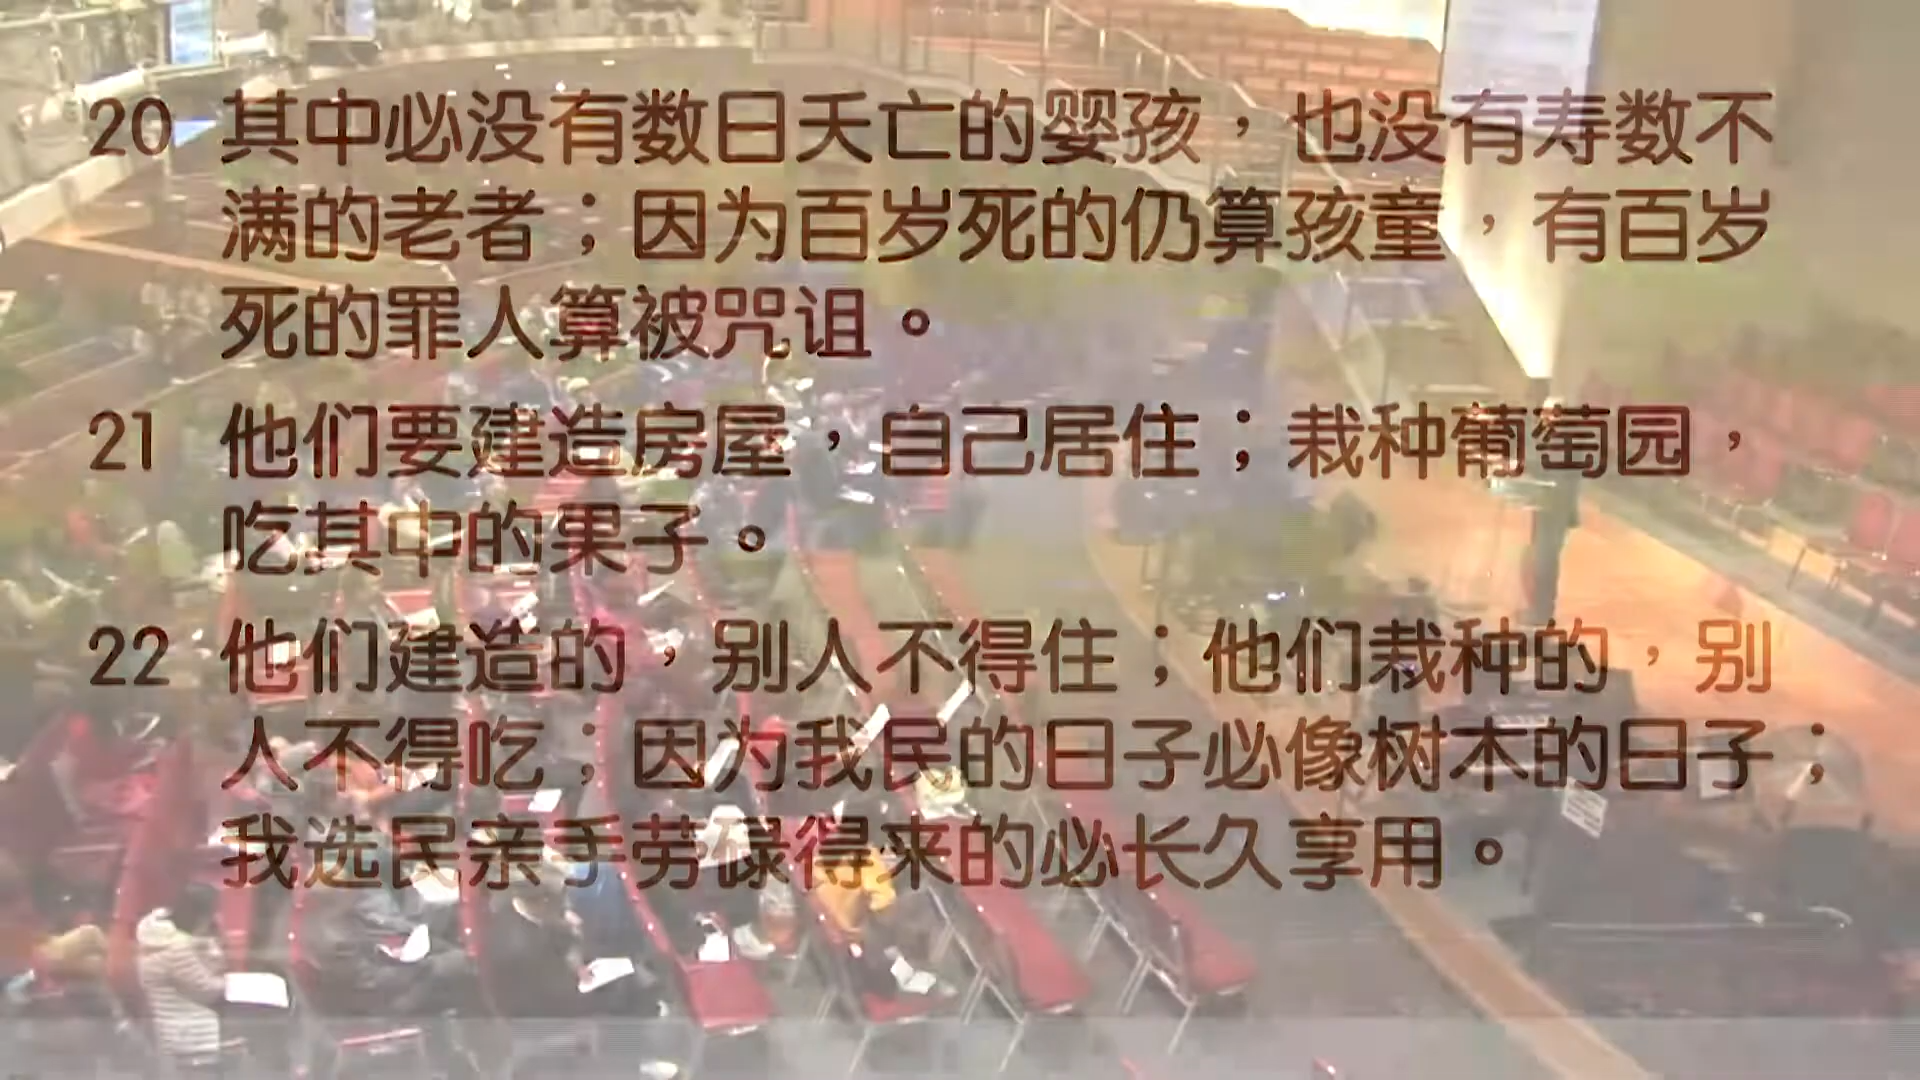 20 其中必没有数日夭亡的婴孩，也没有寿数不
满的老者；因为百岁死的仍算孩童，有百岁
死的罪人算被咒诅。
21 他们要建造房屋，自己居住；栽种葡萄园，
吃其中的果子。
22 他们建造的，别人不得住；他们栽种的，别
人不得吃；因为我民的日子必像树木的日子；
我选民亲手劳碌得来的必长久享用。